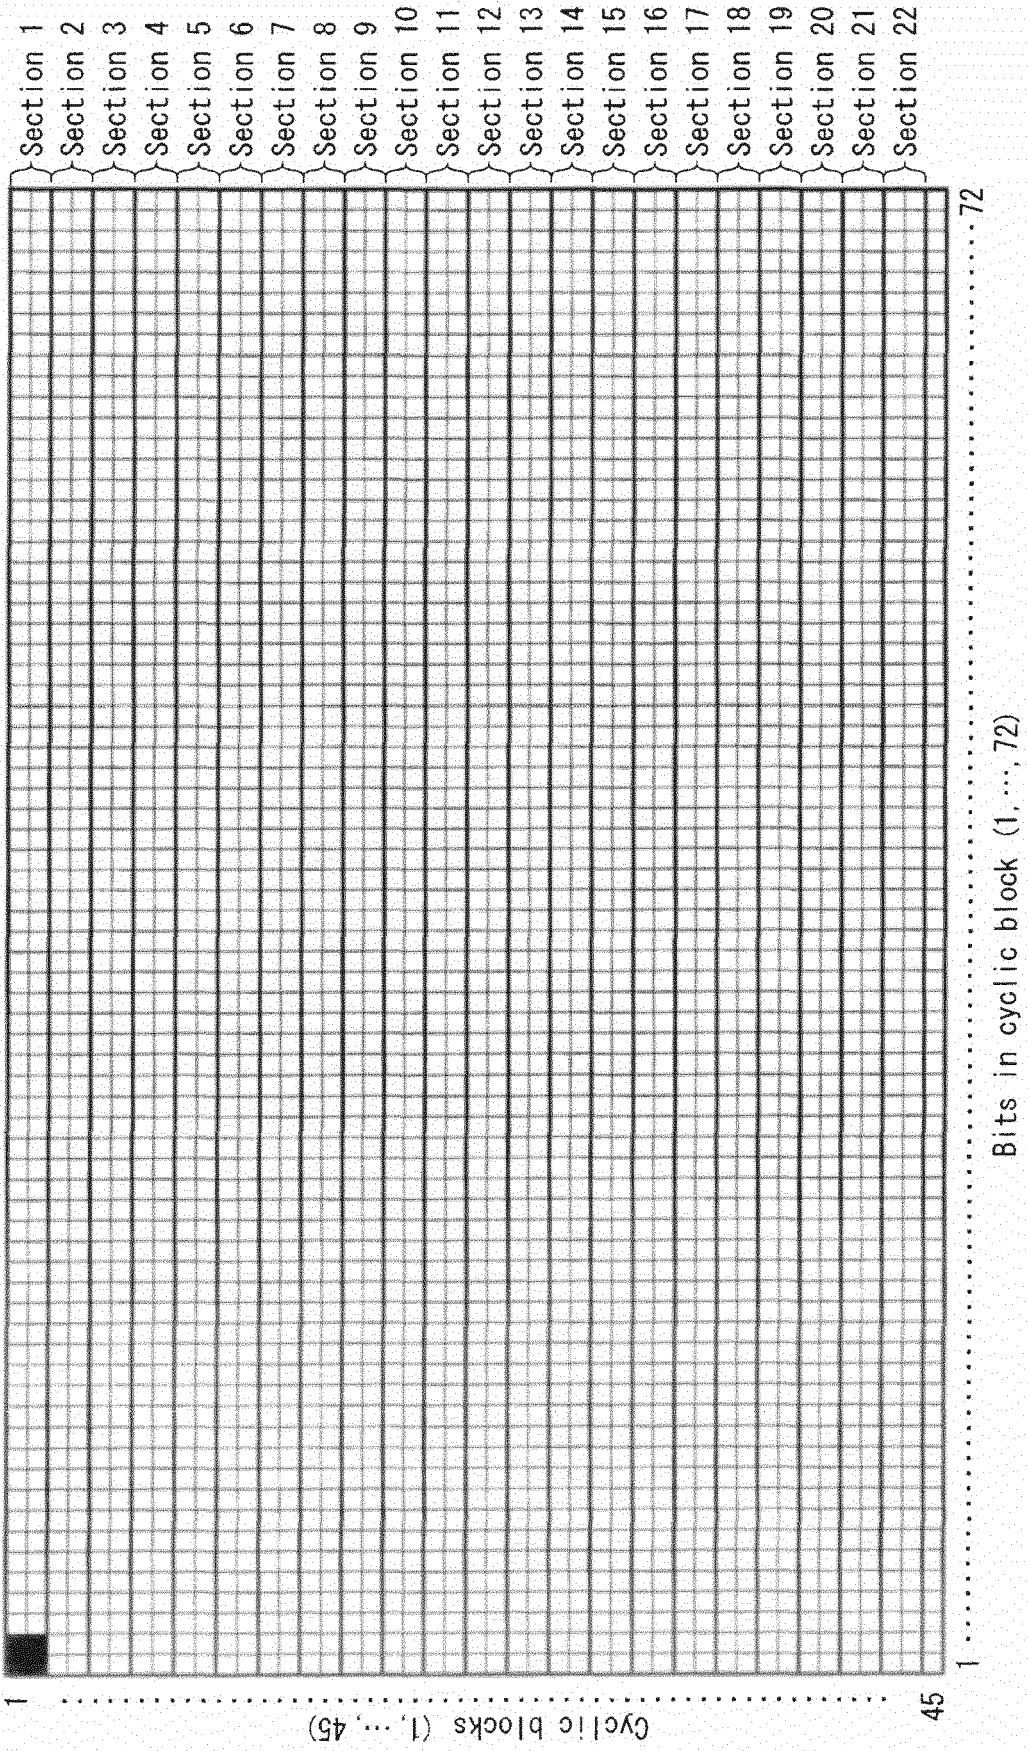 Section 1
Section 2
Section 3
Section 4
Section 5
Section 6
Section 7
Section 8
Section 9
Section 10
Section 11
Section 12
Section 13
Section 14
Section 15
Section 16
Section 17
Section 18
Section 19
Section 20
Section 21
Section 22
1
45
Cyclic blocks (1, ⋯, 45)
1
72
Bits in cyclic block (1, ⋯, 72)